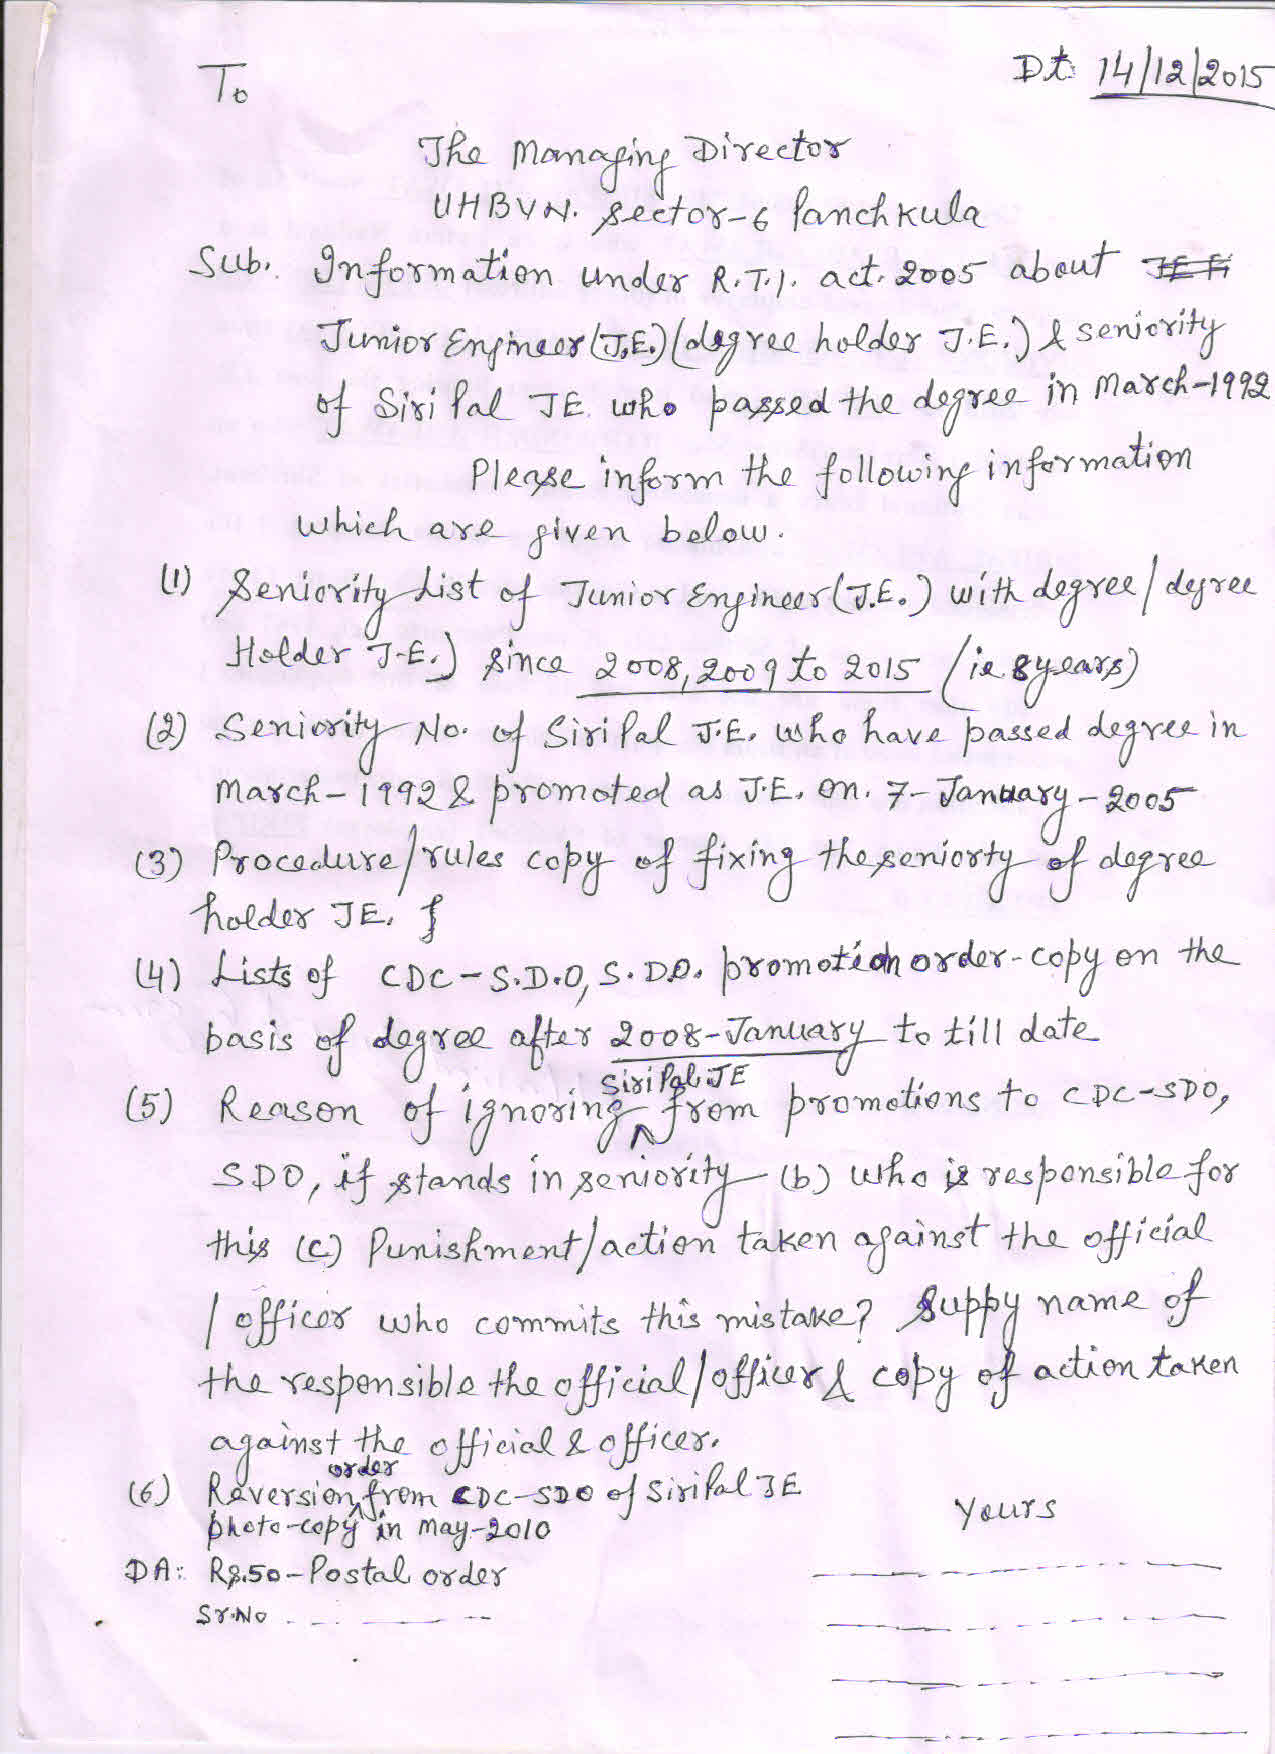 Dt 14/12/2015
To
The Managing Director
UHBVN. Sector-6 Panchkula
Sub:. Information under R.T.I. act. 2005 about
Junior Engineer (J.E.) (degree holder J.E.) & seniority
of Siri Pal JE who passed the degree in March-1992
Please inform the following information
which are given below.
(1) Seniority List of Junior Engineer (J.E.) with degree/degree
Holder J.E.) since 2008, 2009 to 2015 (ie 8 years)
(2) Seniority No. of Siri Pal J.E. who have passed degree in
March-1992 & promoted as J.E. on. 7-January-2005
(3) Procedure/rules copy of fixing the seniorty of degree
holder JE.
(4) Lists of CDC-S.D.O, S.D.O. promotion order-copy on the
basis of degree after 2008-January to till date
(5) Reason of ignoring Siri Pal JE from promotions to CDC-SDO,
SDO, if stands in seniority (b) who is responsible for
this (c) Punishment/action taken against the official
/officer who commits this mistake? Suppy name of
the responsible the official/officer & copy of action taken
against the official & officer.
(6) Reversion order from CDC-SDO of Siri Pal JE
photo-copy in May-2010
Yours
DA: Rs.50-Postal order
Sr.No